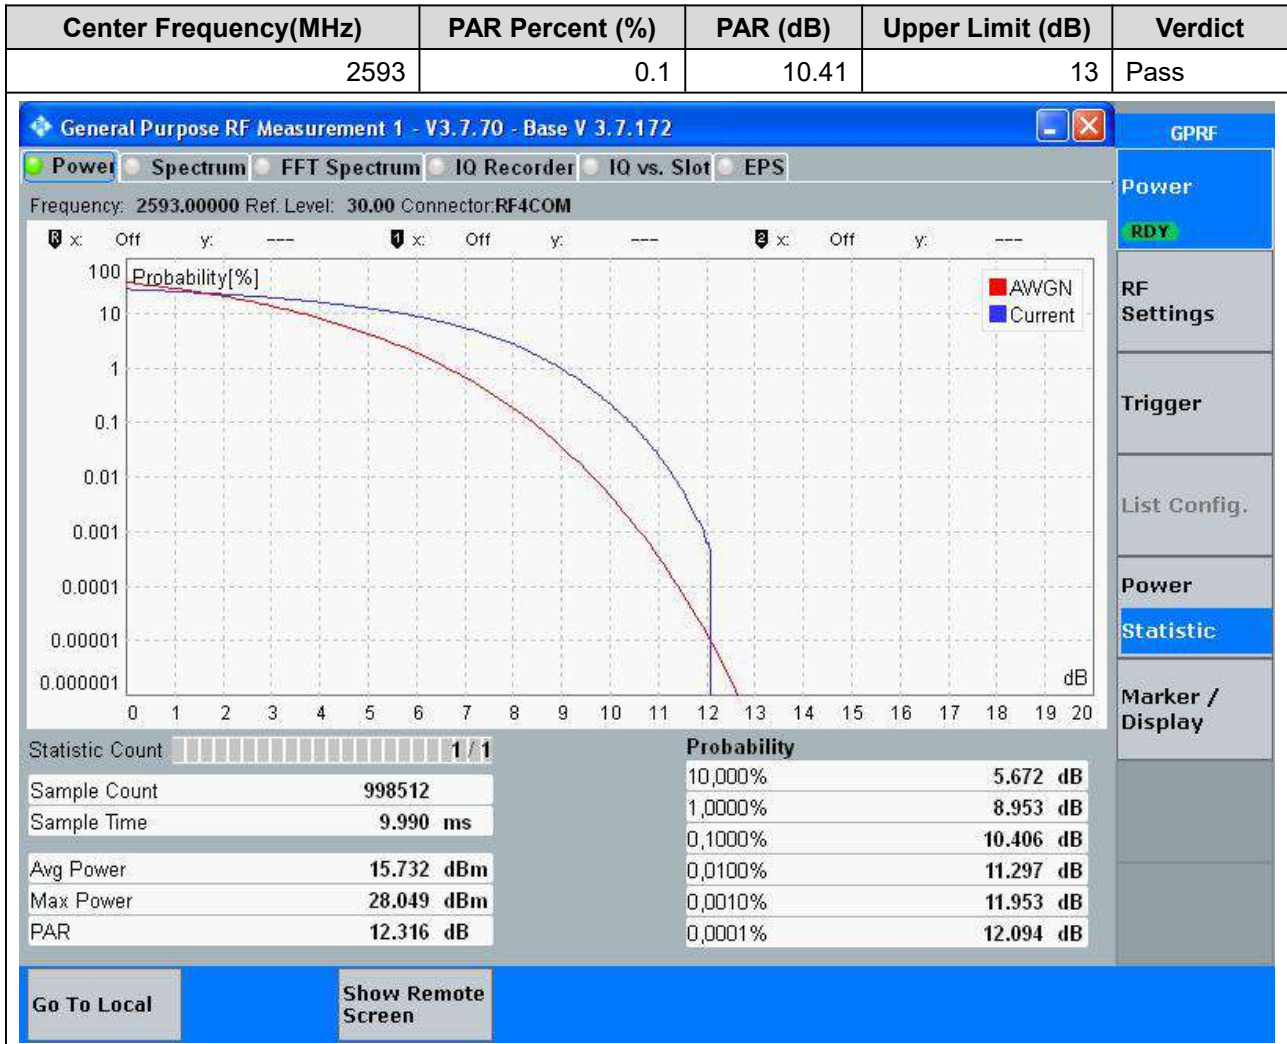 Center Frequency(MHz) PAR Percent (%) PAR (dB) Upper Limit (dB) Verdict
2593 0.1 10.41 13 Pass
General Purpose RF Measurement 1 - V3.7.70 - Base V 3.7.172
GPRF
Power Spectrum FFT Spectrum IQ Recorder IQ vs. Slot EPS
Frequency: 2593.00000 Ref. Level: 30.00 Connector:RF4COM
R x: Off y: --- 1 x: Off y: --- 2 x: Off y: ---
Probability[%]
100
10
1
0.1
0.01
0.001
0.0001
0.00001
0.000001
AWGN
Current
dB
0 1 2 3 4 5 6 7 8 9 10 11 12 13 14 15 16 17 18 19 20
Statistic Count 1 / 1
Sample Count 998512
Sample Time 9.990 ms
Avg Power 15.732 dBm
Max Power 28.049 dBm
PAR 12.316 dB
Probability
10,000% 5.672 dB
1,0000% 8.953 dB
0,1000% 10.406 dB
0,0100% 11.297 dB
0,0010% 11.953 dB
0,0001% 12.094 dB
Power
RDY
RF
Settings
Trigger
List Config.
Power
Statistic
Marker /
Display
Go To Local
Show Remote
Screen